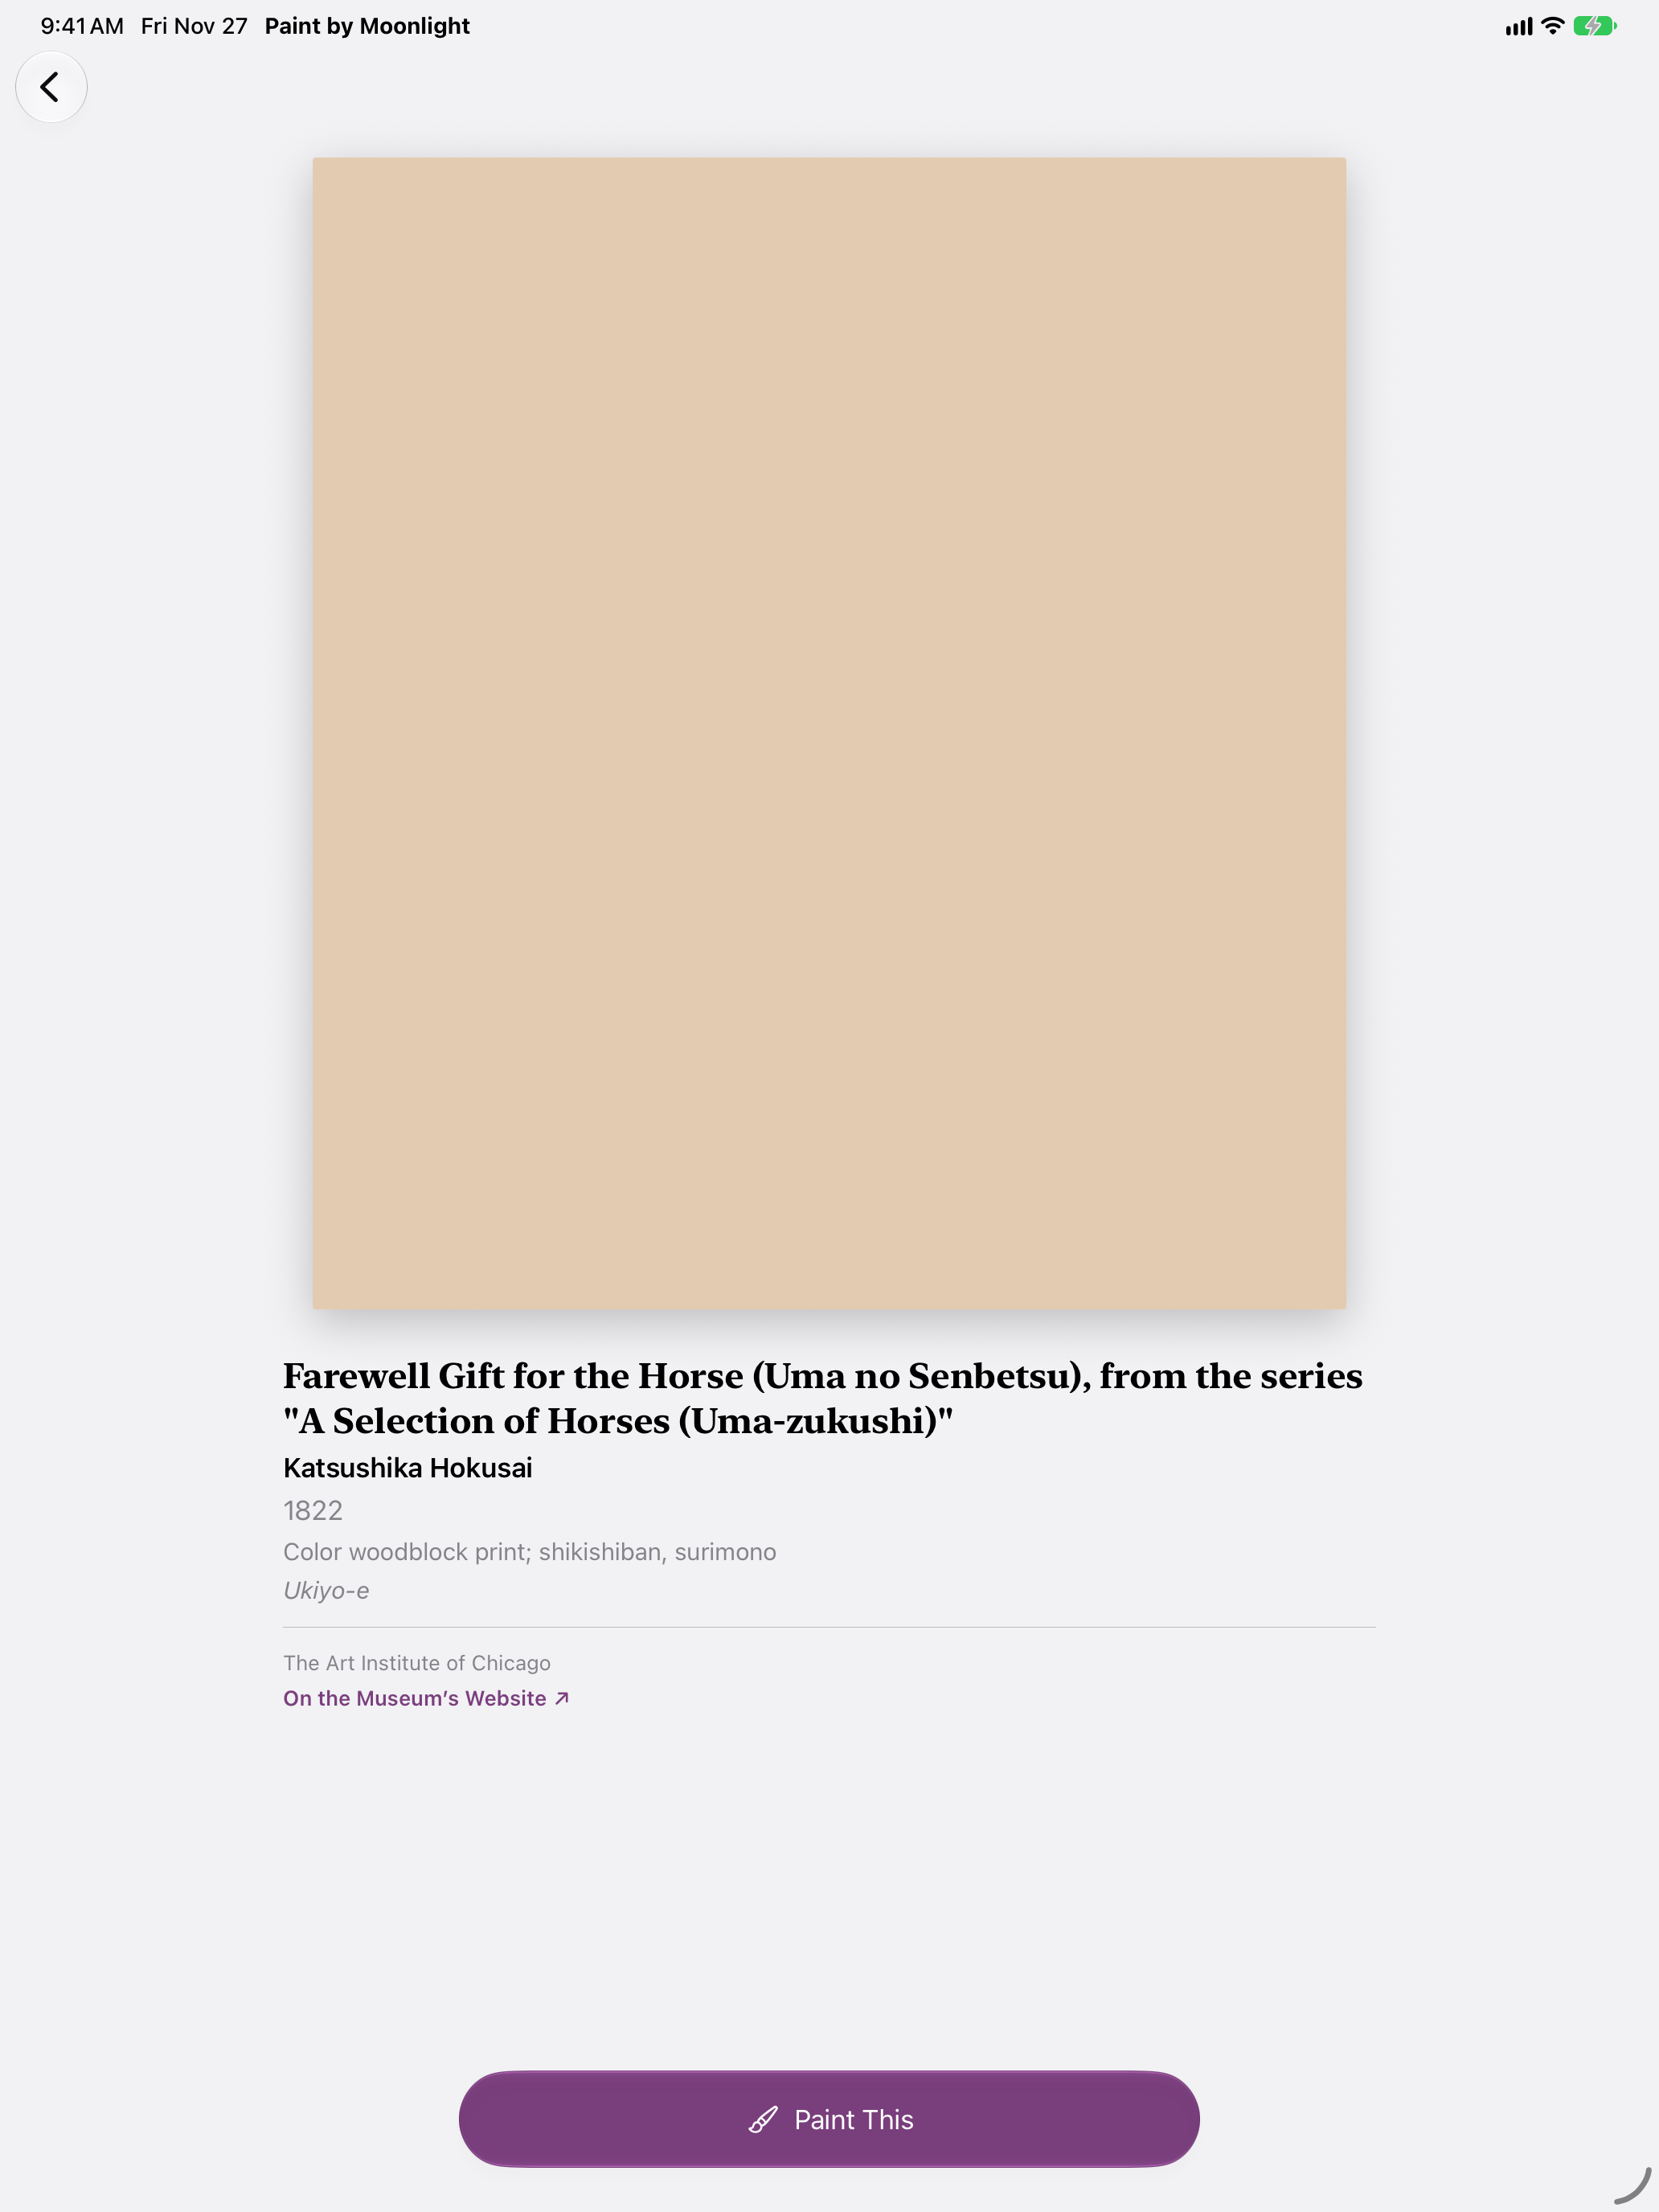 9:41 AM Fri Nov 27 Paint by Moonlight
Farewell Gift for the Horse (Uma no Senbetsu), from the series
"A Selection of Horses (Uma-zukushi)"
Katsushika Hokusai
1822
Color woodblock print; shikishiban, surimono
Ukiyo-e
The Art Institute of Chicago
On the Museum’s Website ↗
Paint This